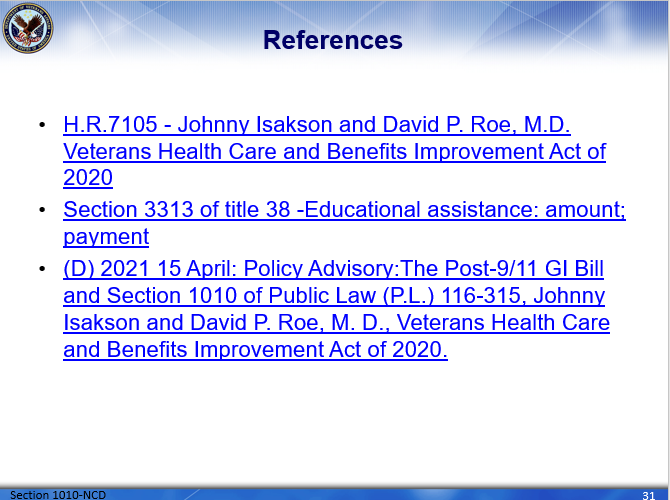 References
• H.R.7105 - Johnny Isakson and David P. Roe, M.D.
Veterans Health Care and Benefits Improvement Act of
2020
• Section 3313 of title 38 -Educational assistance: amount;
payment
• (D) 2021 15 April: Policy Advisory:The Post-9/11 GI Bill
and Section 1010 of Public Law (P.L.) 116-315, Johnny
Isakson and David P. Roe, M. D., Veterans Health Care
and Benefits Improvement Act of 2020.
Section 1010-NCD
31